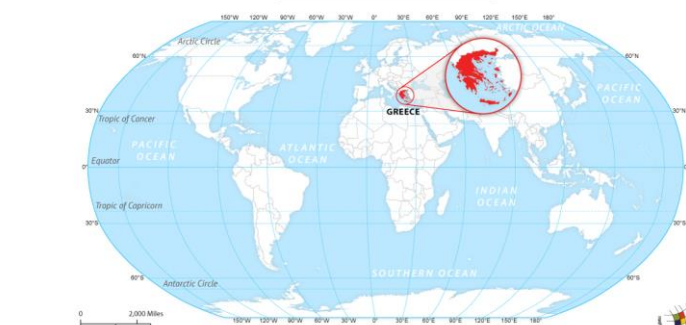 150°W 120°W 90°W 60°W 30°W 0° 30°E 60°E 90°E 120°E 150°E 180°
ARCTIC OCEAN
Arctic Circle
60°N 60°N
PACIFIC
OCEAN
30°N 30°N
GREECE
Tropic of Cancer
PACIFIC
OCEAN
ATLANTIC
OCEAN
Equator
0° 0°
INDIAN
OCEAN
Tropic of Capricorn
30°S 30°S
SOUTHERN OCEAN
60°S 60°S
Antarctic Circle
0 2,000 Miles
150°W 120°W 90°W 60°W 30°W 0° 30°E 60°E 90°E 120°E 150°E 180°